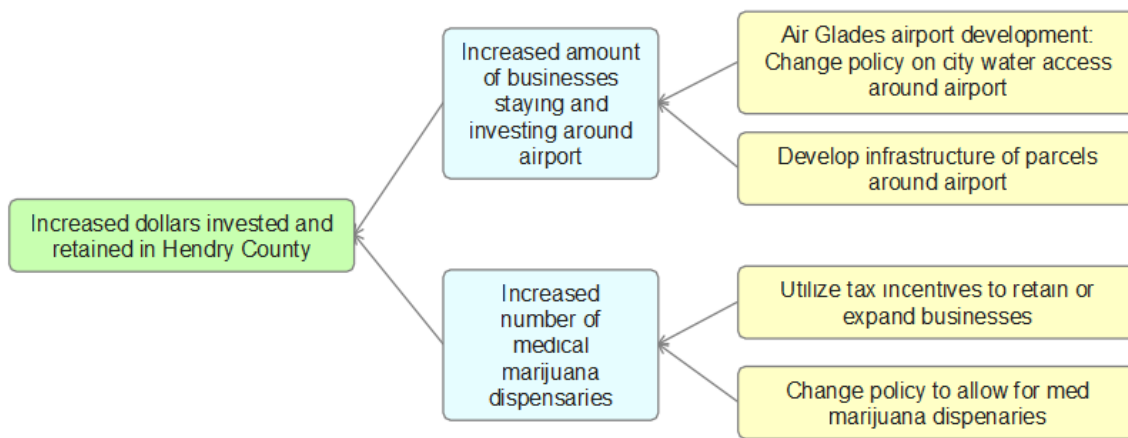 Increased dollars invested and
retained in Hendry County
Increased amount
of businesses
staying and
investing around
airport
Increased
number of
medical
marijuana
dispensaries
Air Glades airport development:
Change policy on city water access
around airport
Develop infrastructure of parcels
around airport
Utilize tax incentives to retain or
expand businesses
Change policy to allow for med
marijuana dispenaries